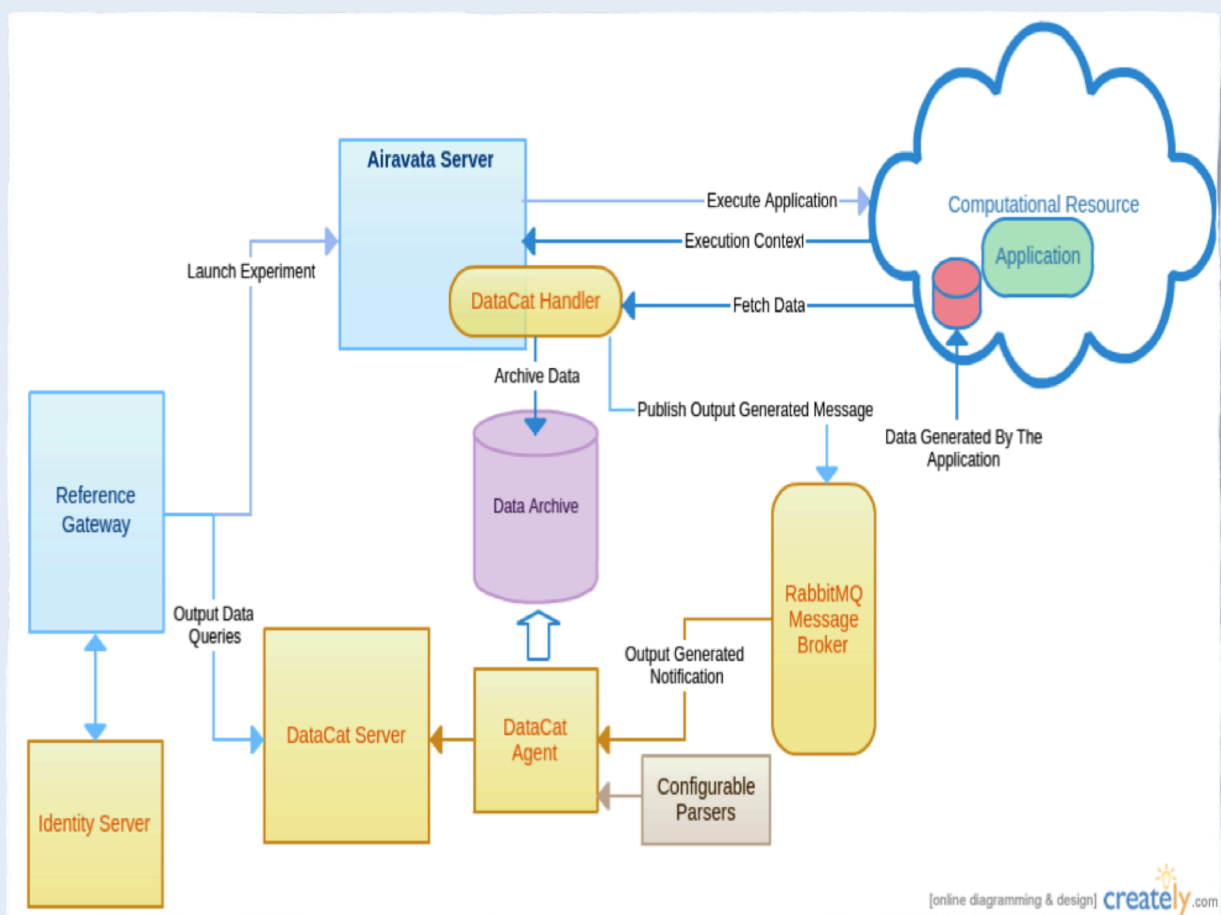 Airavata Server
Execute Application
Computational Resource
Execution Context
Application
Launch Experiment
DataCat Handler
Fetch Data
Archive Data
Publish Output Generated Message
Data Generated By The
Application
Reference
Gateway
Data Archive
RabbitMQ
Message
Broker
Output Data
Queries
Output Generated
Notification
DataCat Server
DataCat
Agent
Configurable
Parsers
Identity Server
[online diagramming & design] creately.com